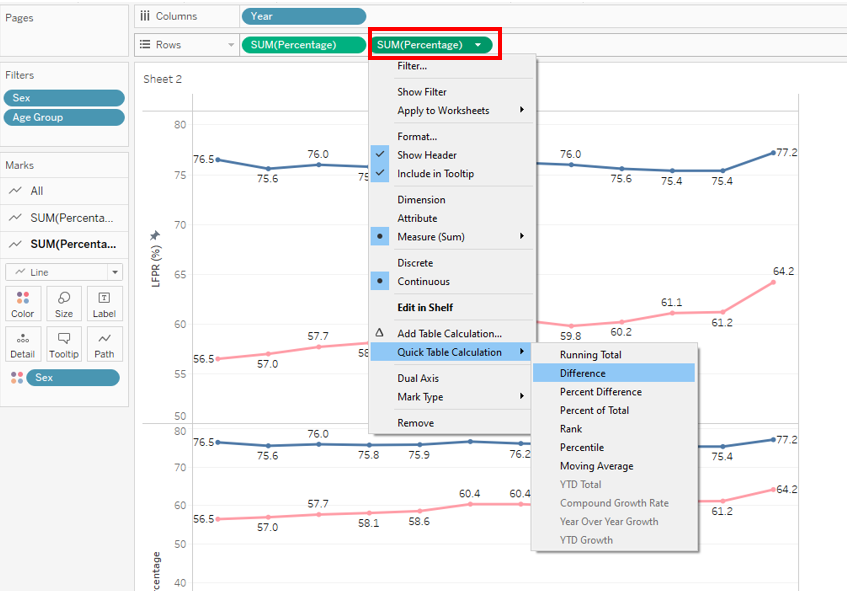 Pages
Columns
Year
Rows
SUM(Percentage)
SUM(Percentage)
Filters
Sex
Age Group
Marks
All
SUM(Percenta...
SUM(Percenta...
Line
Color
Size
Label
Detail
Tooltip
Path
Sex
Sheet 2
LFPR (%)
80
75
70
65
60
55
50
76.5
75.6
76.0
76.0
75.6
75.4
75.4
77.2
56.5
57.0
57.7
59.8
60.2
61.1
61.2
64.2
80
70
60
50
40
76.5
75.6
76.0
75.8
75.9
76.2
75.4
77.2
56.5
57.0
57.7
58.1
58.6
60.4
60.4
61.2
64.2
Filter...
Show Filter
Apply to Worksheets
Format...
Show Header
Include in Tooltip
Dimension
Attribute
Measure (Sum)
Discrete
Continuous
Edit in Shelf
Add Table Calculation...
Quick Table Calculation
Dual Axis
Mark Type
Remove
Running Total
Difference
Percent Difference
Percent of Total
Rank
Percentile
Moving Average
YTD Total
Compound Growth Rate
Year Over Year Growth
YTD Growth